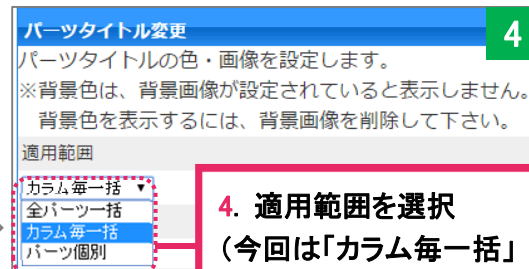 パーツタイトル変更
4
パーツタイトルの色・画像を設定します。
※背景色は、背景画像が設定されていると表示しません。
背景色を表示するには、背景画像を削除して下さい。
適用範囲
カラム毎一括 ▼
全パーツ一括
カラム毎一括
パーツ個別
4. 適用範囲を選択
(今回は「カラム毎一括」